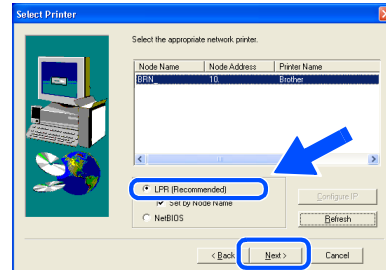 Select Printer
Select the appropriate network printer.
Node Name Node Address Printer Name
BRN_ 10. Brother
LPR (Recommended)
Set by Node Name
NetBIOS
Configure IP
Refresh
< Back Next > Cancel